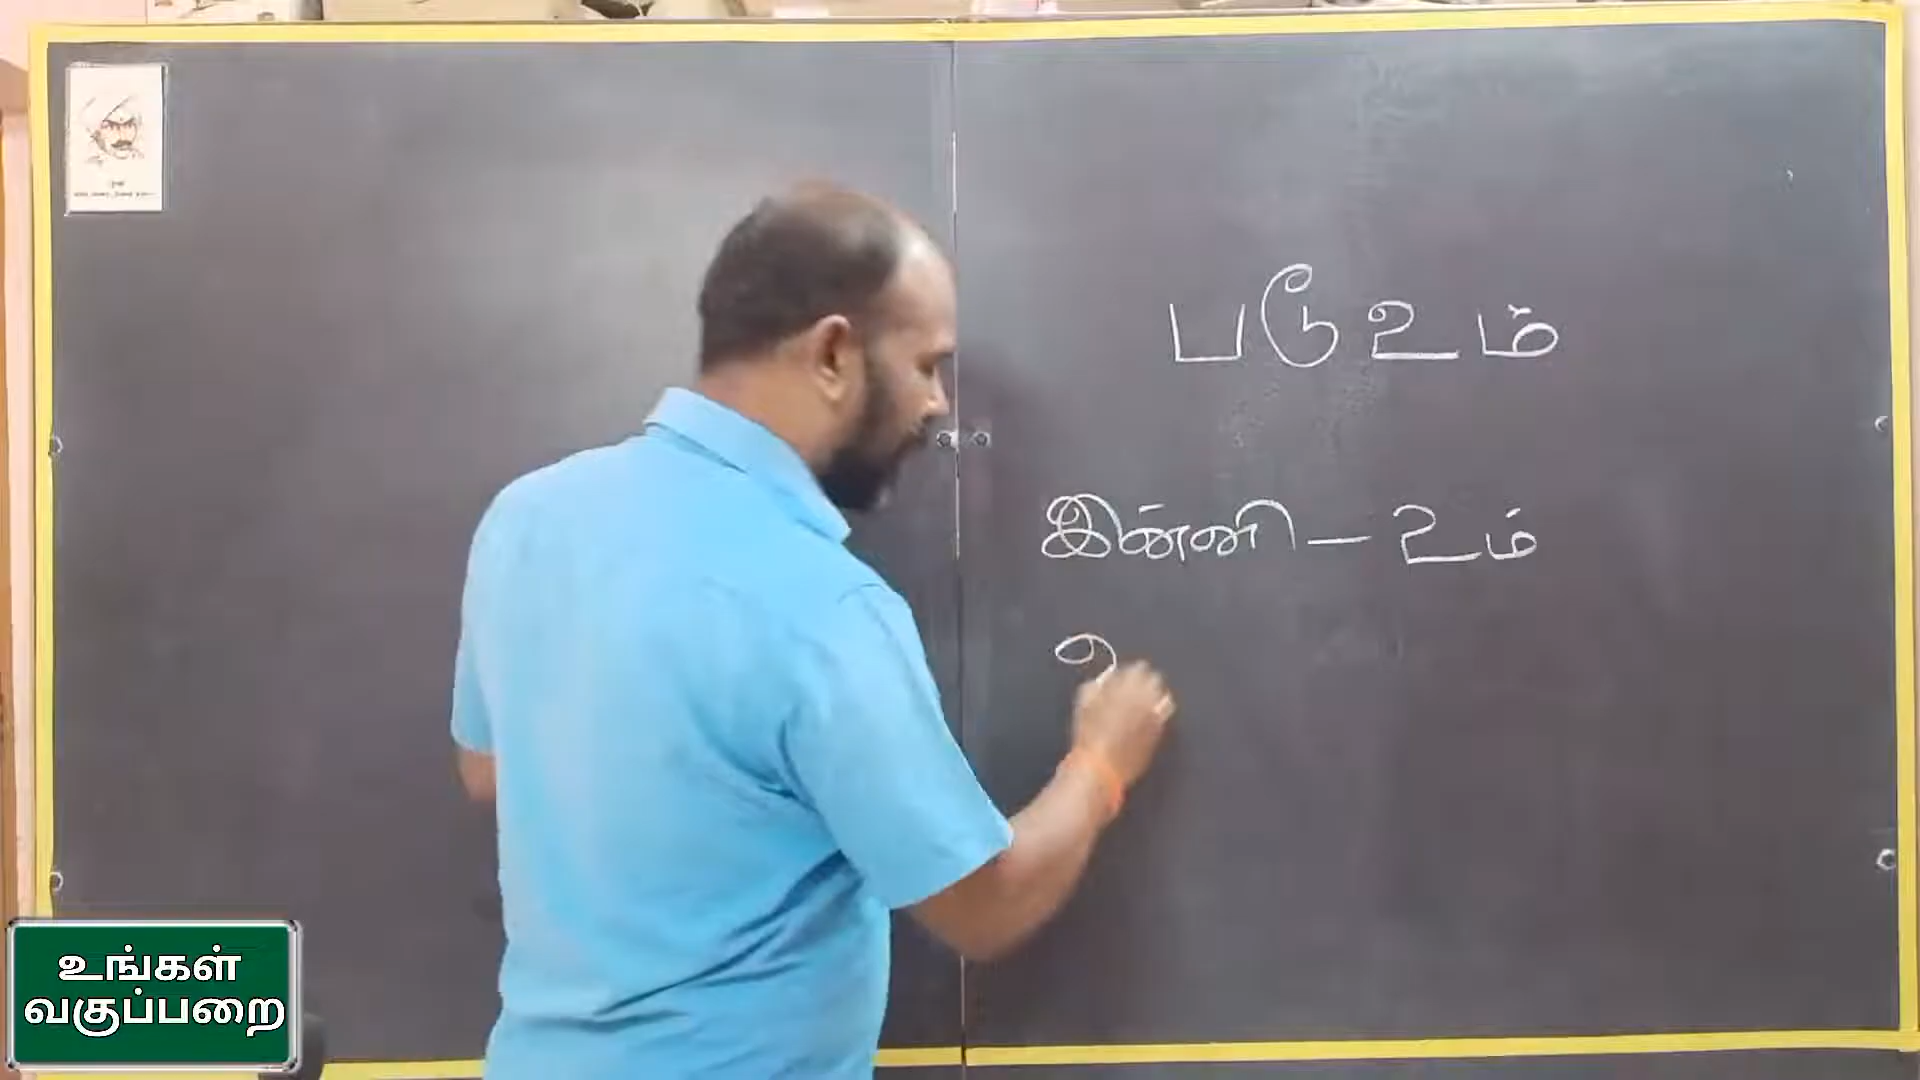 படுஉம்
இன்னி - உம்
உங்கள்
வகுப்பறை